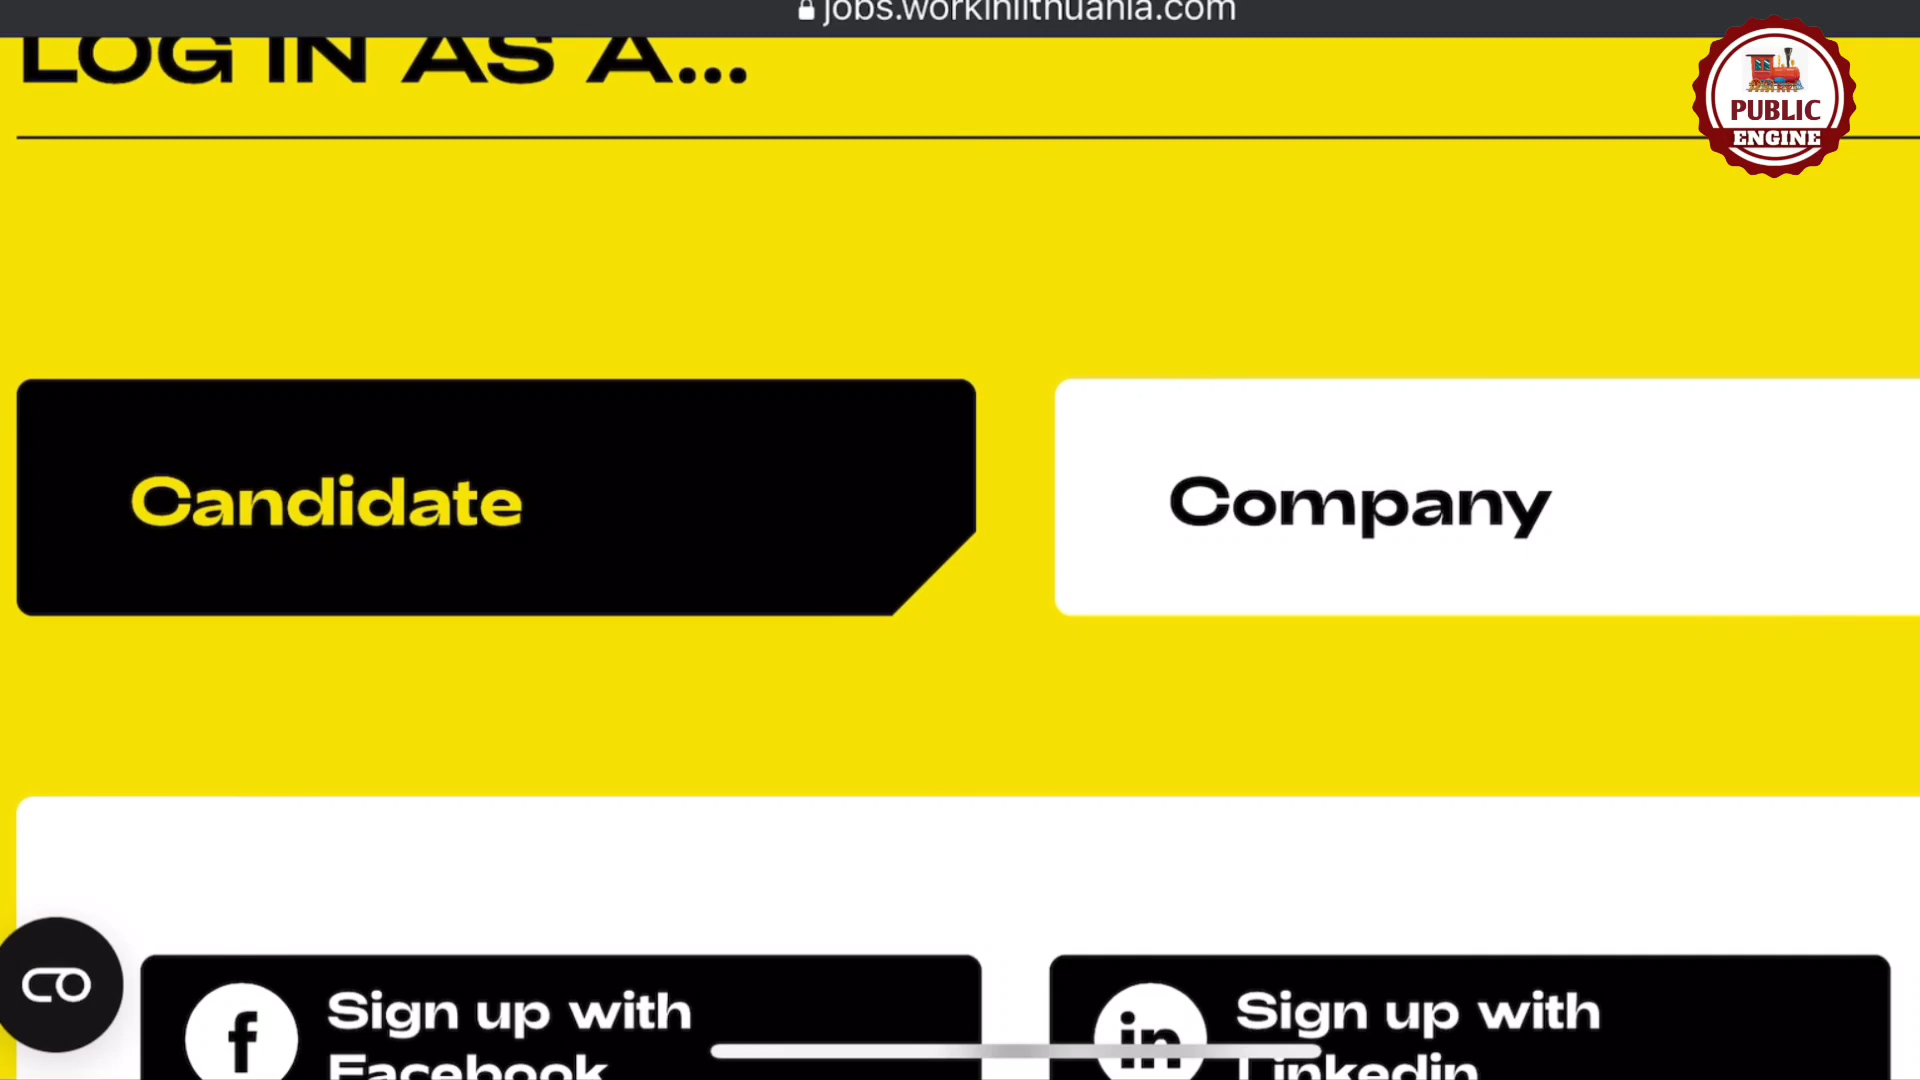 jobs.workinlithuania.com
LOG IN AS A...
PUBLIC
ENGINE
Candidate
Company
Sign up with
Facebook
Sign up with
Linkedin